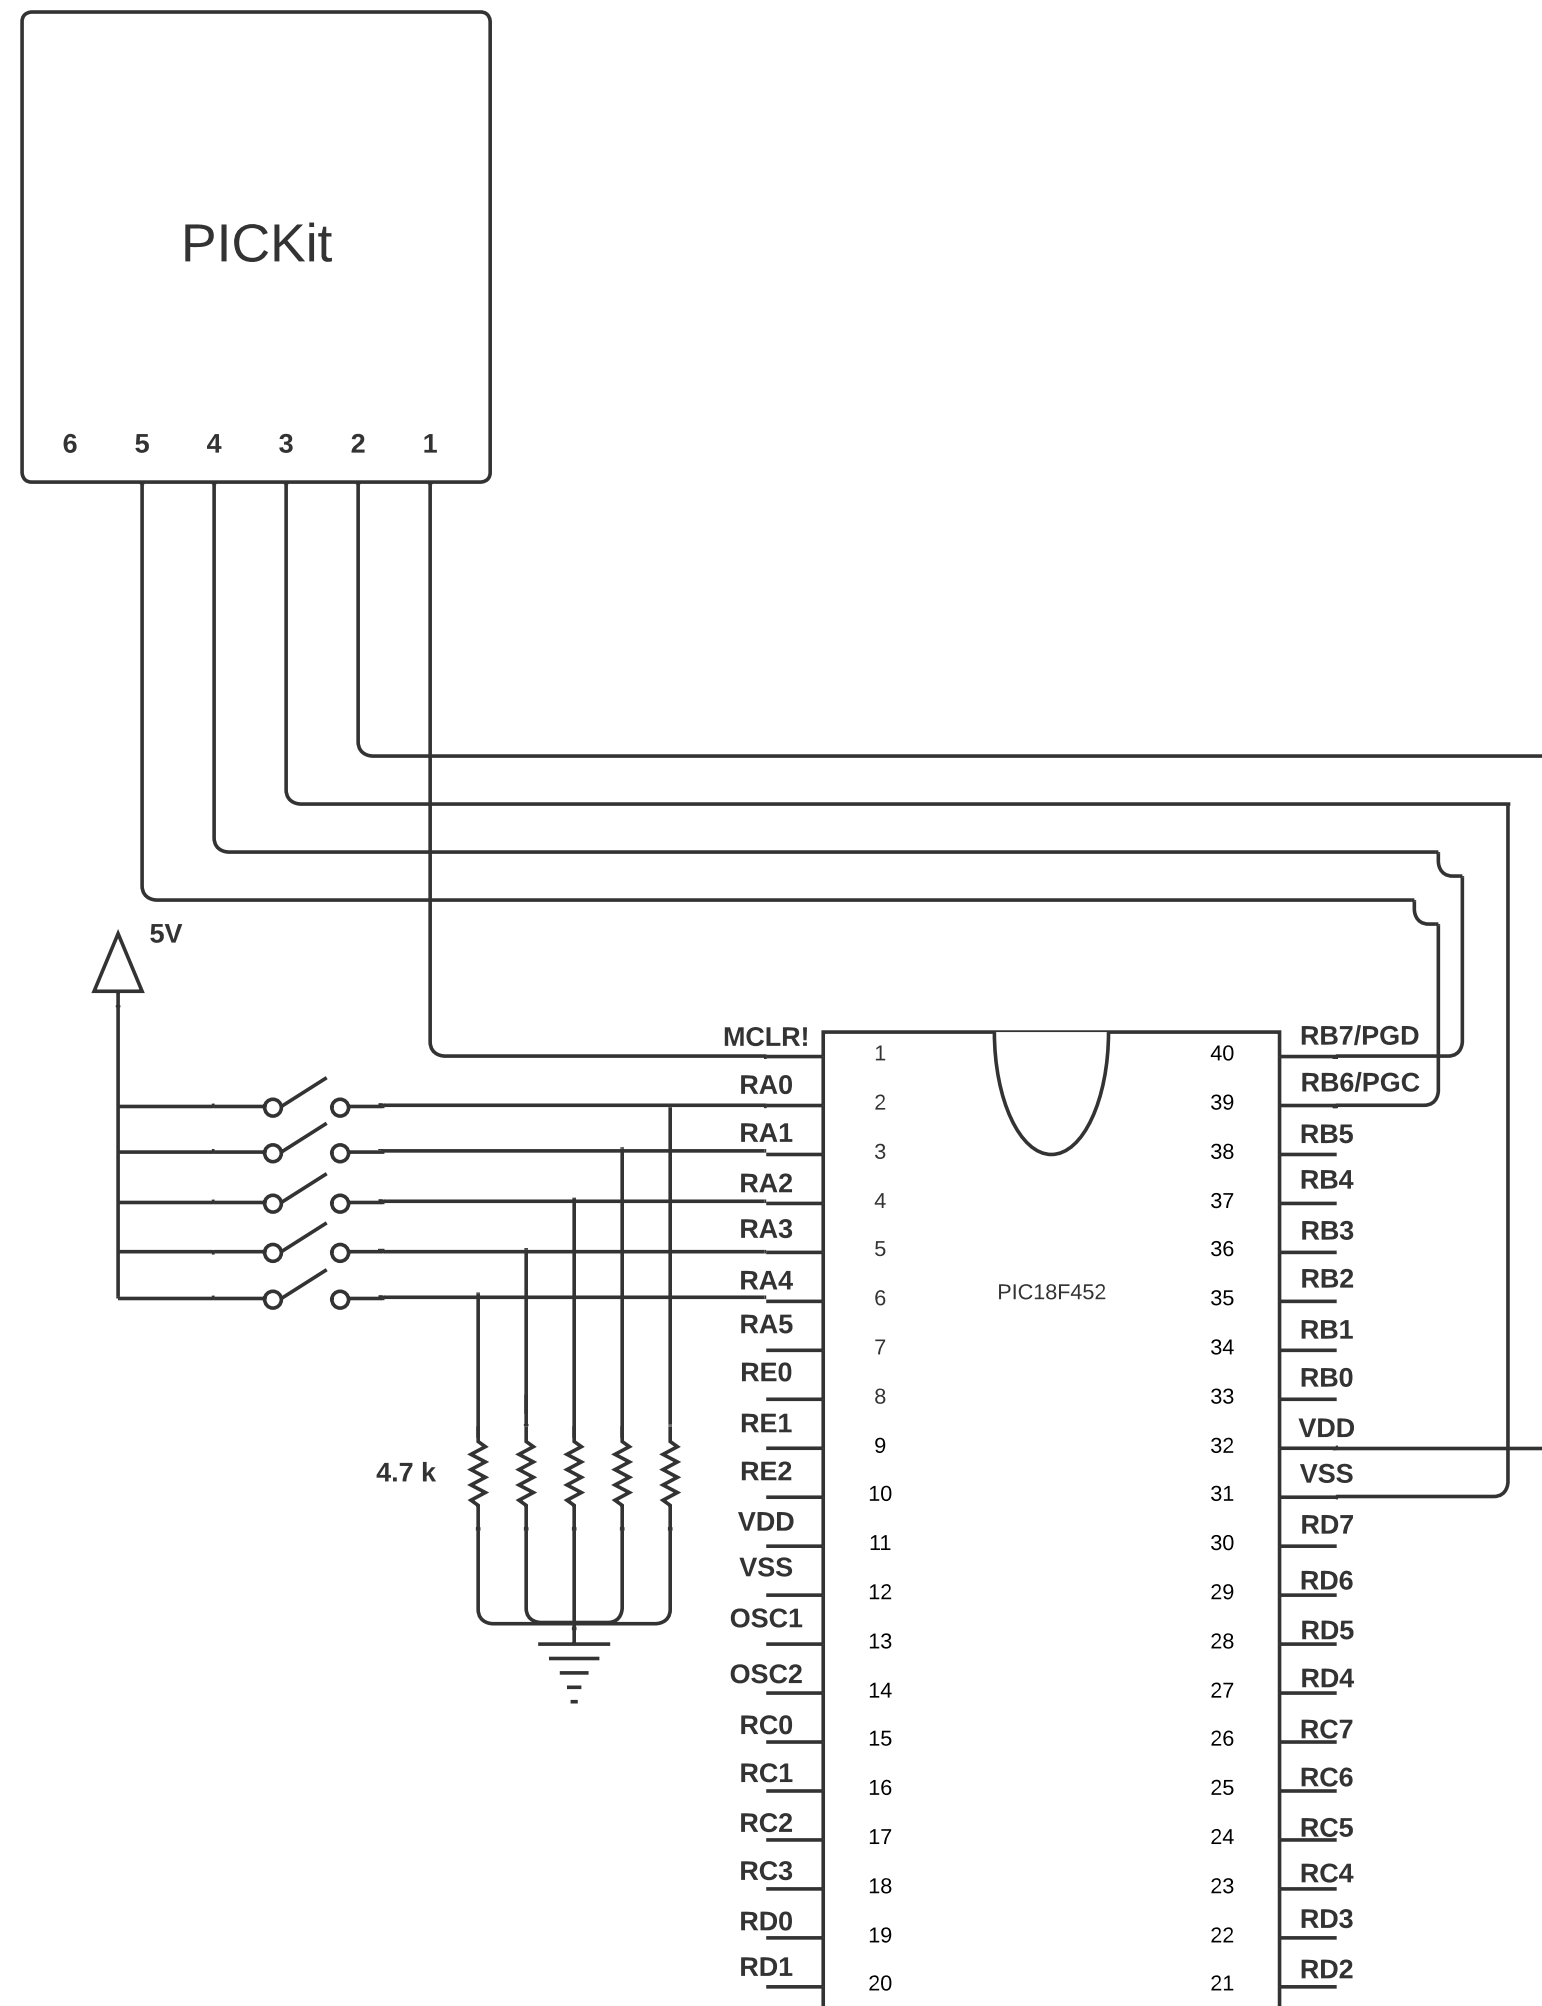 PICKit
6 5 4 3 2 1
5V
MCLR! 1 40 RB7/PGD
RA0 2 39 RB6/PGC
RA1 3 38 RB5
RA2 4 37 RB4
RA3 5 36 RB3
RA4 6 PIC18F452 35 RB2
RA5 7 34 RB1
RE0 8 33 RB0
RE1 9 32 VDD
4.7 k RE2 10 31 VSS
VDD 11 30 RD7
VSS 12 29 RD6
OSC1 13 28 RD5
OSC2 14 27 RD4
RC0 15 26 RC7
RC1 16 25 RC6
RC2 17 24 RC5
RC3 18 23 RC4
RD0 19 22 RD3
RD1 20 21 RD2